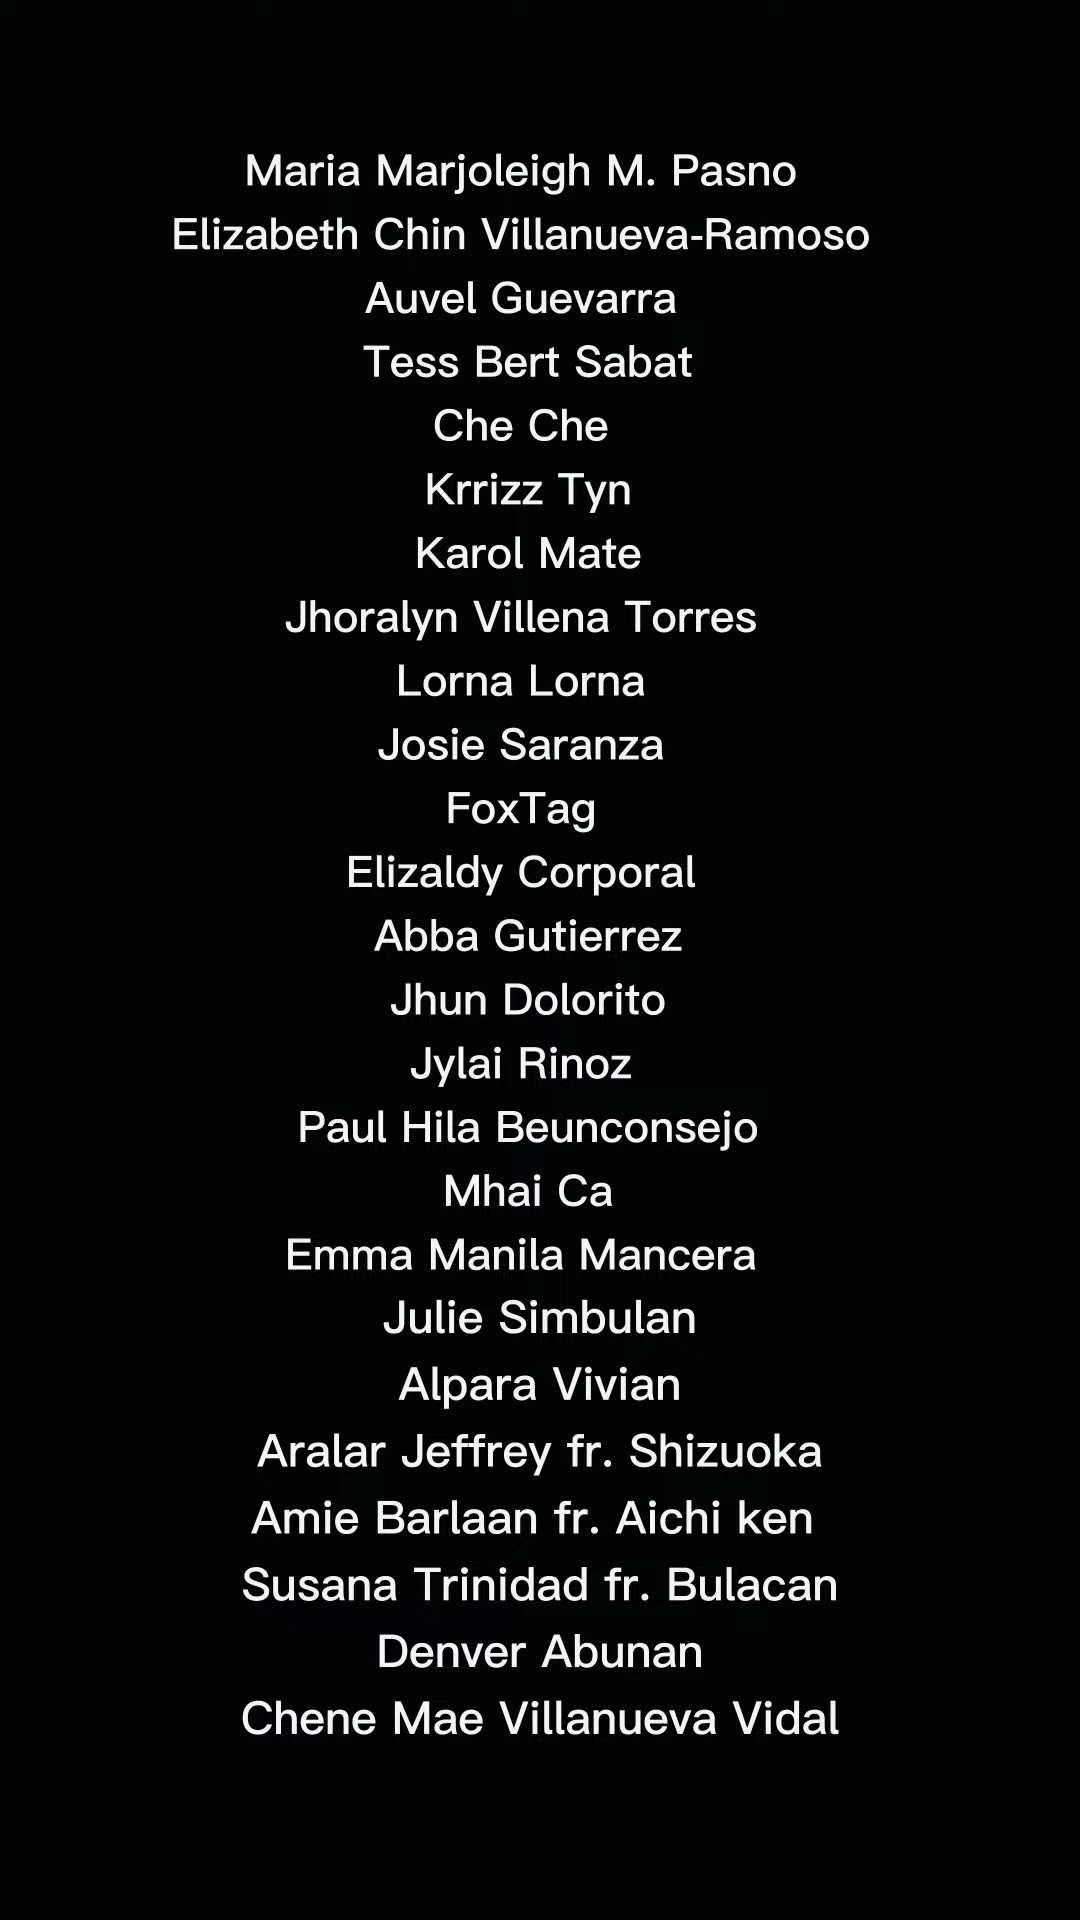 Maria Marjoleigh M. Pasno
Elizabeth Chin Villanueva-Ramoso
Auvel Guevarra
Tess Bert Sabat
Che Che
Krrizz Tyn
Karol Mate
Jhoralyn Villena Torres
Lorna Lorna
Josie Saranza
FoxTag
Elizaldy Corporal
Abba Gutierrez
Jhun Dolorito
Jylai Rinoz
Paul Hila Beunconsejo
Mhai Ca
Emma Manila Mancera
Julie Simbulan
Alpara Vivian
Aralar Jeffrey fr. Shizuoka
Amie Barlaan fr. Aichi ken
Susana Trinidad fr. Bulacan
Denver Abunan
Chene Mae Villanueva Vidal